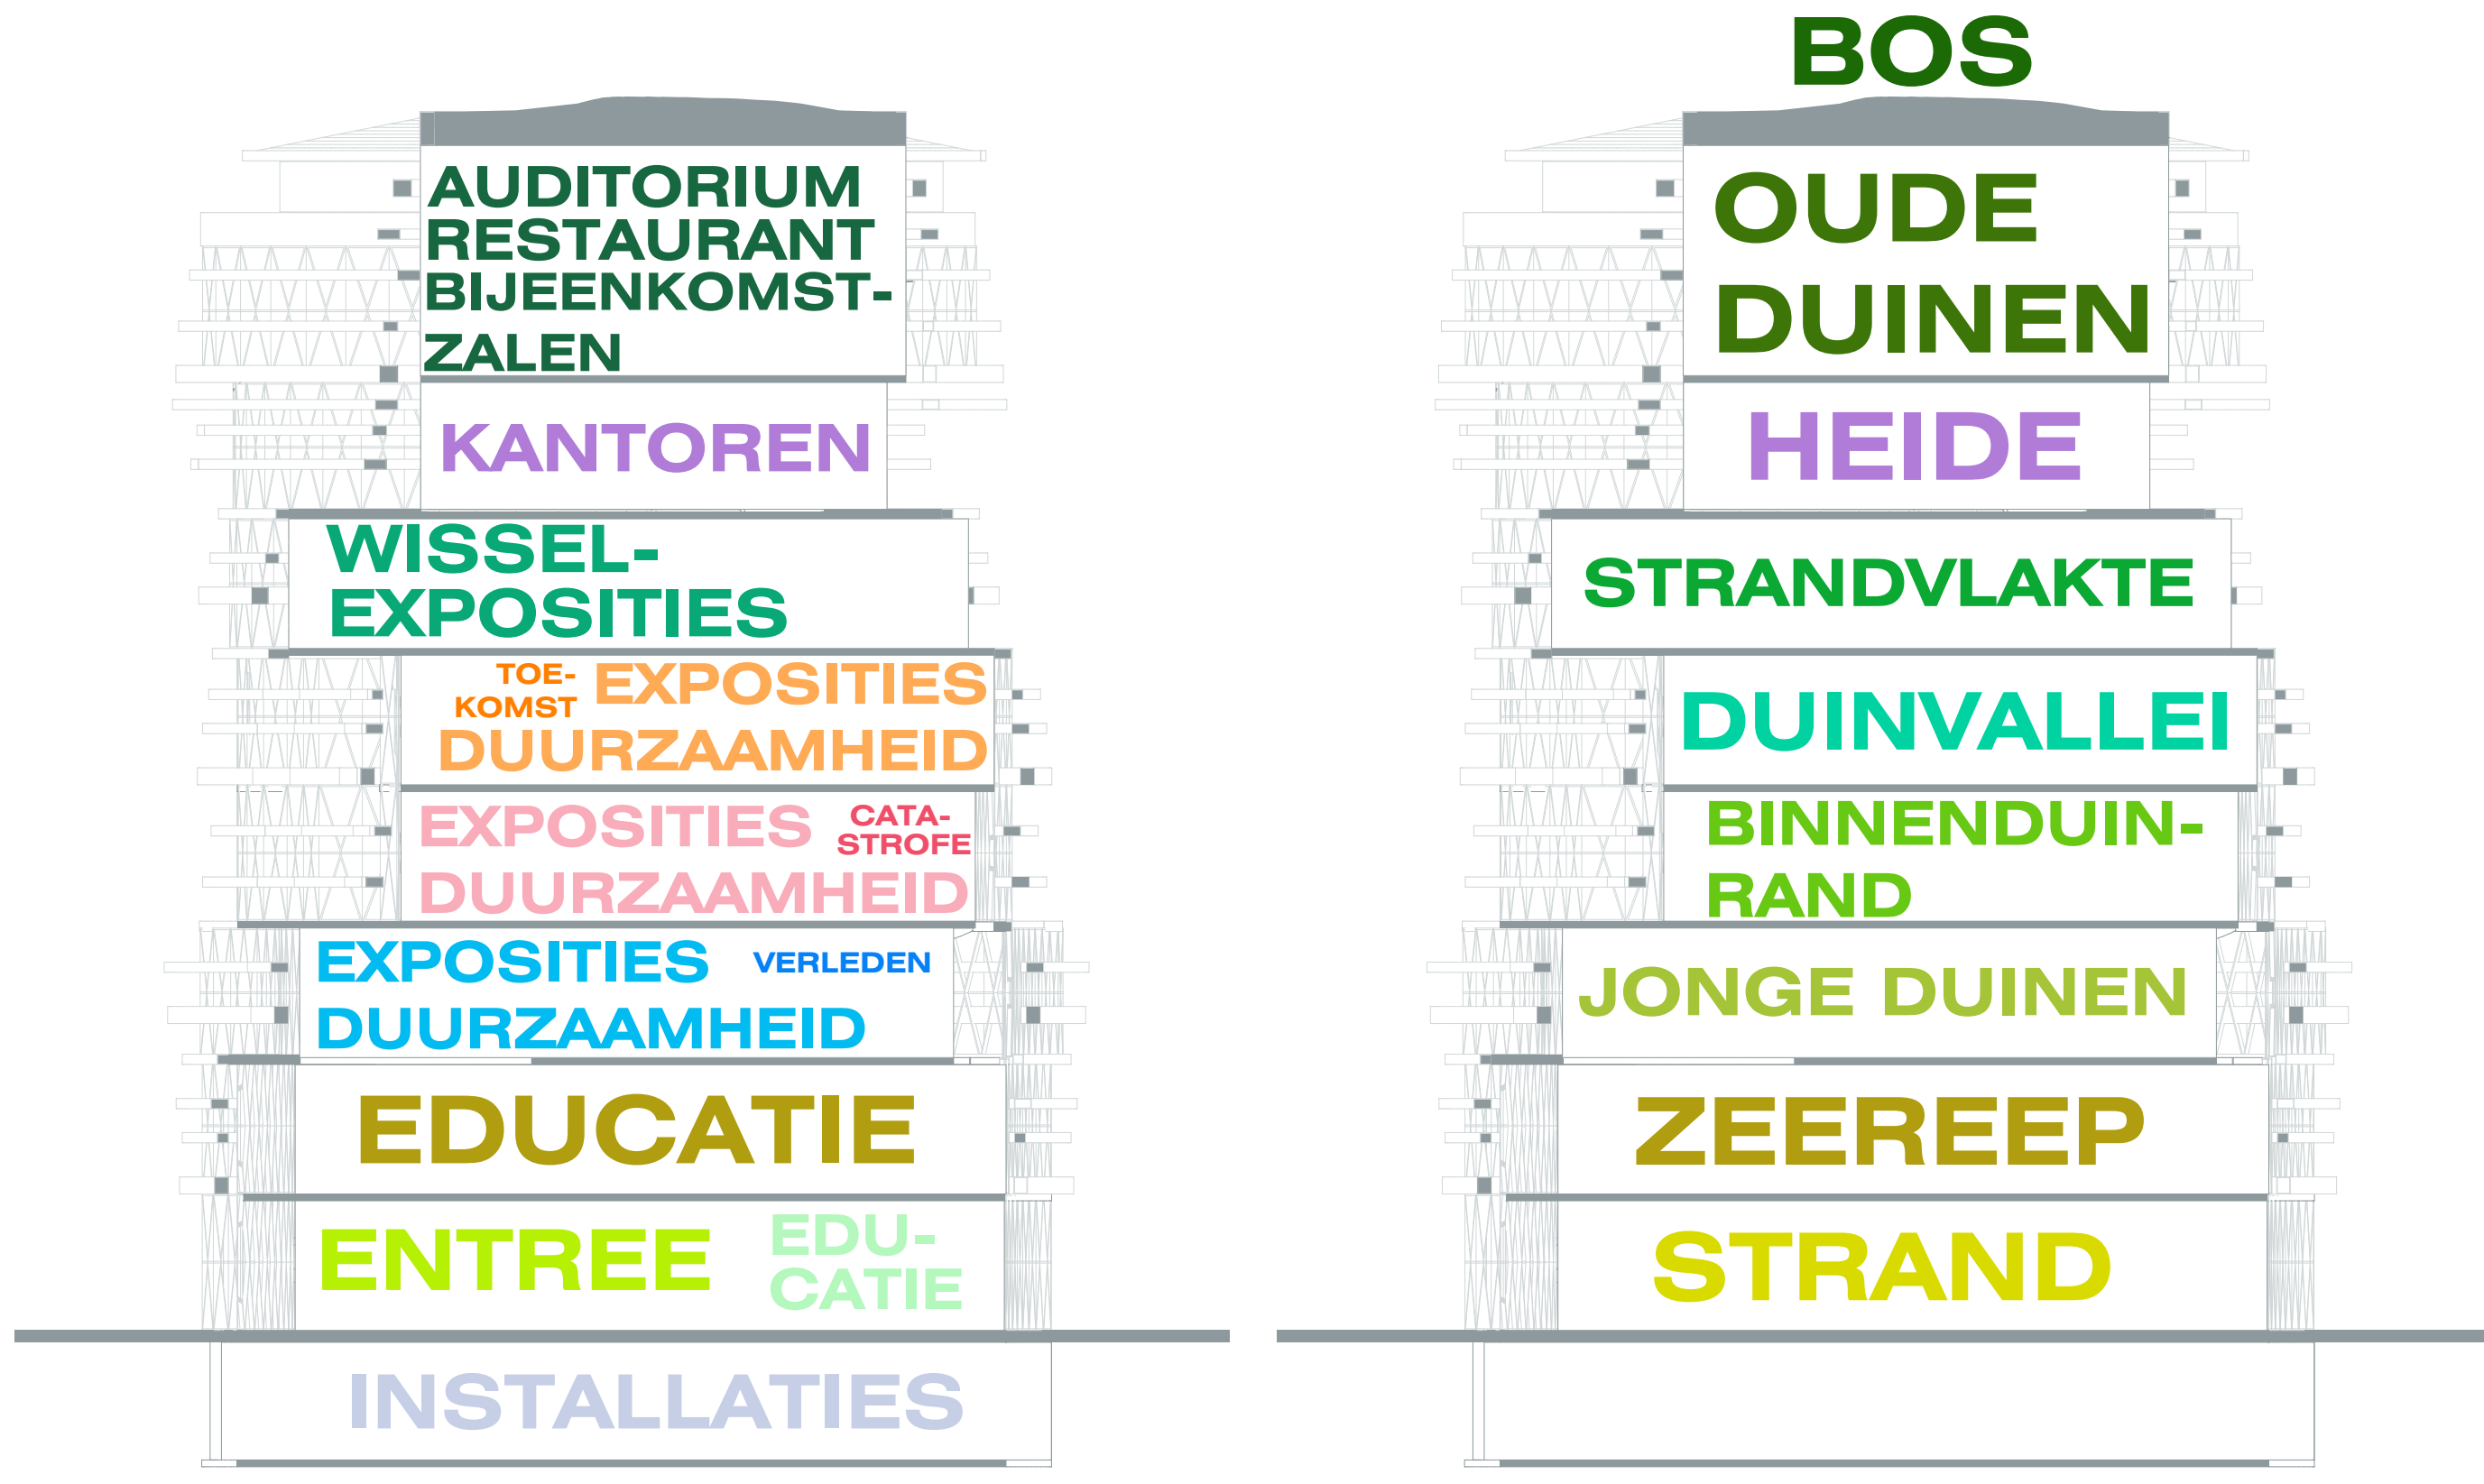 AUDITORIUM
RESTAURANT
BIJEENKOMST-
ZALEN
KANTOREN
WISSEL-
EXPOSITIES
TOE-
KOMST
EXPOSITIES
DUURZAAMHEID
EXPOSITIES
CATA-
STROFE
DUURZAAMHEID
EXPOSITIES
VERLEDEN
DUURZAAMHEID
EDUCATIE
ENTREE
EDU-
CATIE
INSTALLATIES
BOS
OUDE
DUINEN
HEIDE
STRANDVLAKTE
DUINVALLEI
BINNENDUIN-
RAND
JONGE DUINEN
ZEEREEP
STRAND